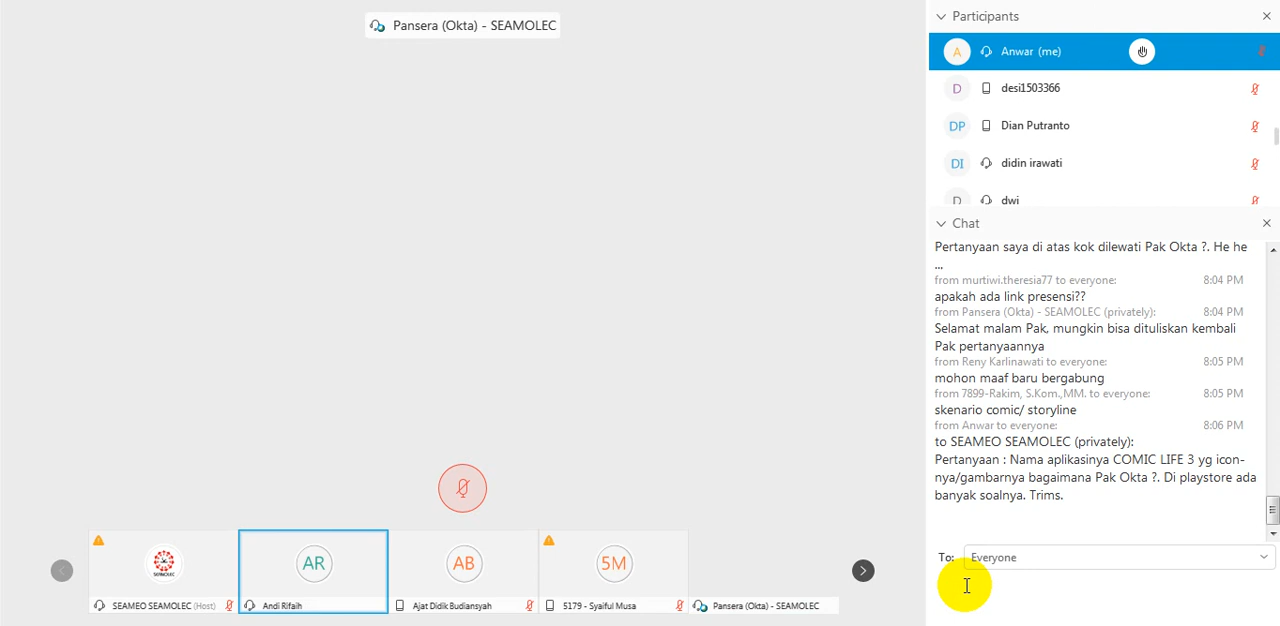 Pansera (Okta) - SEAMOLEC
Participants
A
Anwar (me)
D
desi1503366
DP
Dian Putranto
DI
didin irawati
D
dwi
Chat
Pertanyaan saya di atas kok dilewati Pak Okta ?. He he
...
from murtiwi.theresia77 to everyone: 8:04 PM
apakah ada link presensi??
from Pansera (Okta) - SEAMOLEC (privately): 8:04 PM
Selamat malam Pak, mungkin bisa dituliskan kembali
Pak pertanyaannya
from Reny Karlinawati to everyone: 8:05 PM
mohon maaf baru bergabung
from 7899-Rakim, S.Kom.,MM. to everyone: 8:05 PM
skenario comic/ storyline
from Anwar to everyone: 8:06 PM
to SEAMEO SEAMOLEC (privately):
Pertanyaan : Nama aplikasinya COMIC LIFE 3 yg icon-
nya/gambarnya bagaimana Pak Okta ?. Di playstore ada
banyak soalnya. Trims.
To: Everyone
SEAMOLEC
SEAMEO SEAMOLEC (Host)
AR
Andi Rifaih
AB
Ajat Didik Budiansyah
5M
5179 - Syaiful Musa
Pansera (Okta) - SEAMOLEC